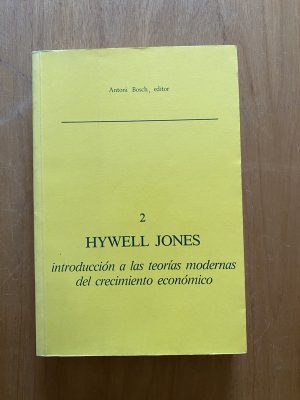 Antoni Bosch, editor
2
HYWELL JONES
introducción a las teorías modernas
del crecimiento económico